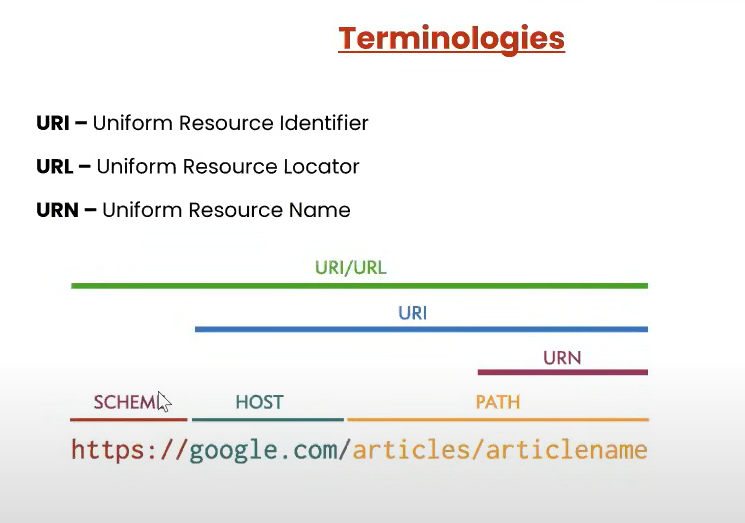 Terminologies
URI – Uniform Resource Identifier
URL – Uniform Resource Locator
URN – Uniform Resource Name
URI/URL
URI
URN
SCHEME HOST PATH
https://google.com/articles/articlename